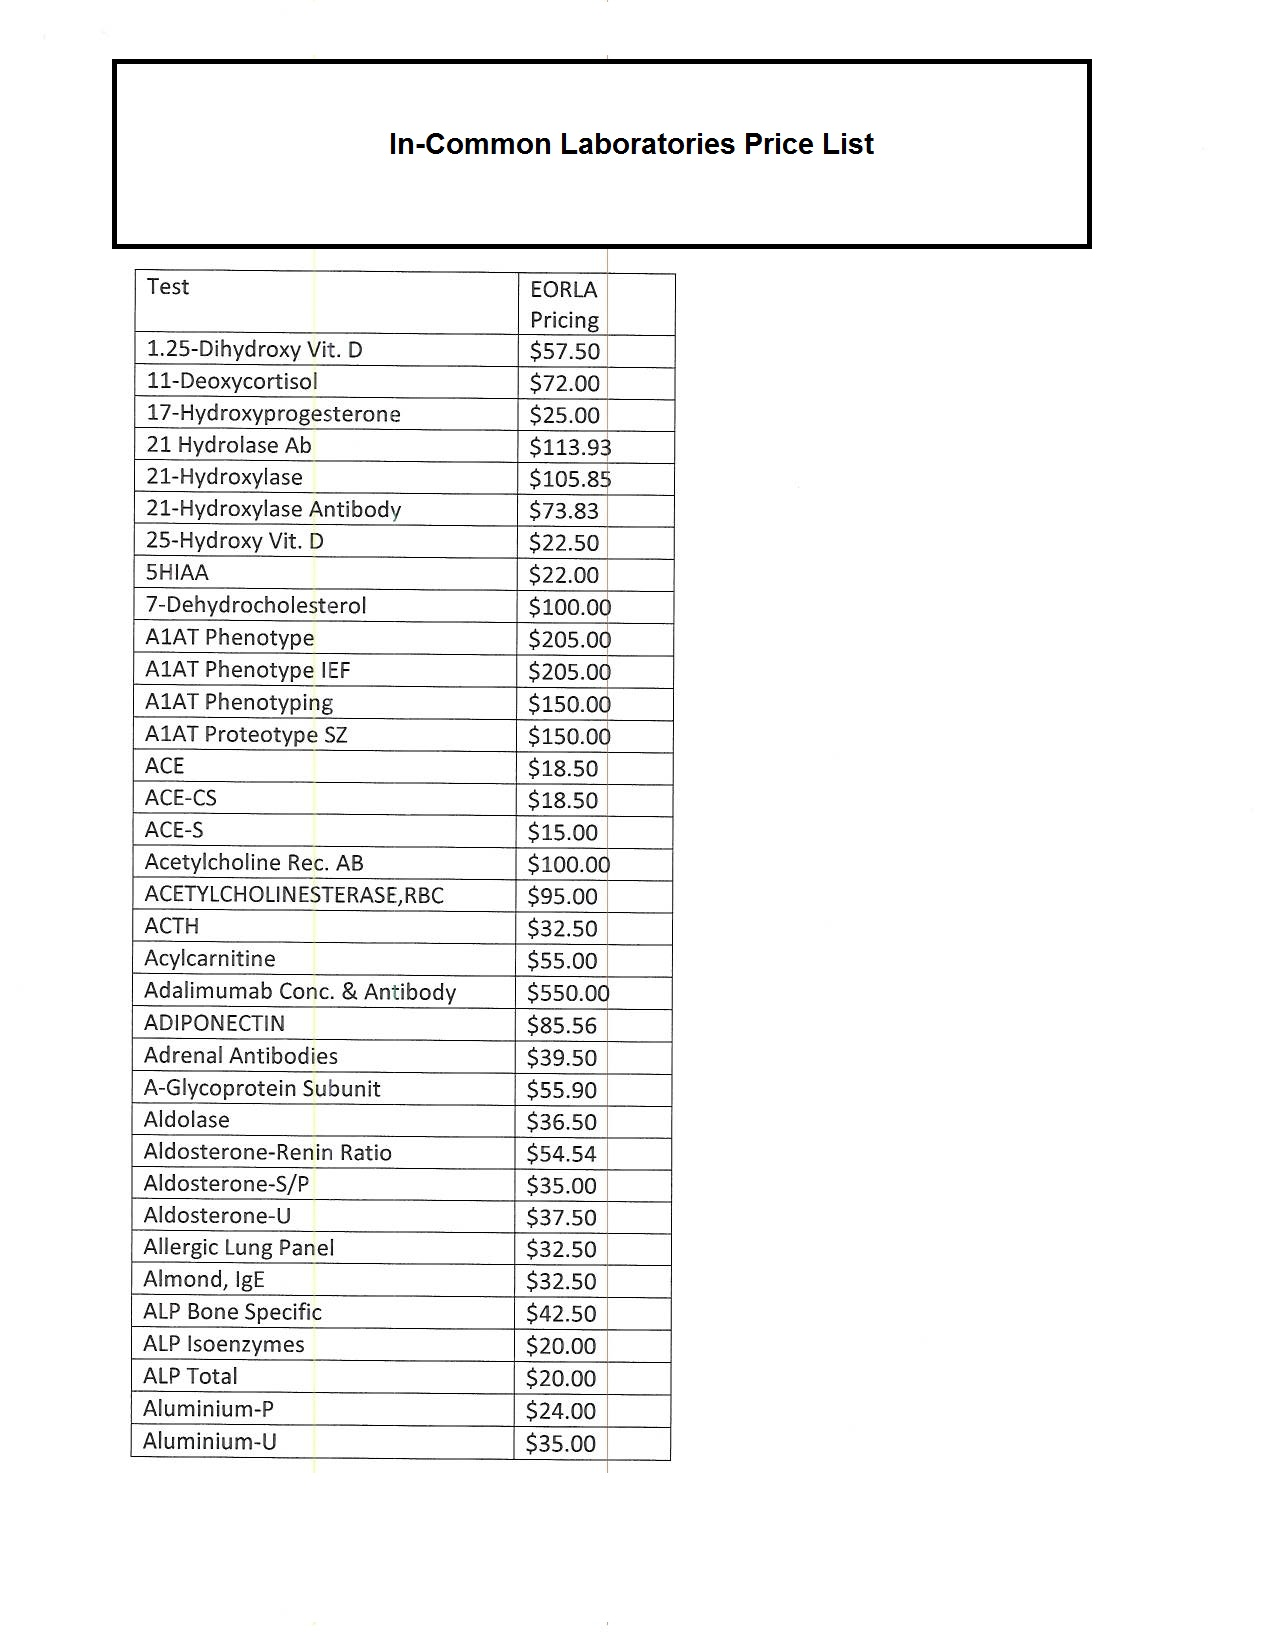 In-Common Laboratories Price List
Test EORLA
Pricing
1.25-Dihydroxy Vit. D $57.50
11-Deoxycortisol $72.00
17-Hydroxyprogesterone $25.00
21 Hydrolase Ab $113.93
21-Hydroxylase $105.85
21-Hydroxylase Antibody $73.83
25-Hydroxy Vit. D $22.50
5HIAA $22.00
7-Dehydrocholesterol $100.00
A1AT Phenotype $205.00
A1AT Phenotype IEF $205.00
A1AT Phenotyping $150.00
A1AT Proteotype SZ $150.00
ACE $18.50
ACE-CS $18.50
ACE-S $15.00
Acetylcholine Rec. AB $100.00
ACETYLCHOLINESTERASE,RBC $95.00
ACTH $32.50
Acylcarnitine $55.00
Adalimumab Conc. & Antibody $550.00
ADIPONECTIN $85.56
Adrenal Antibodies $39.50
A-Glycoprotein Subunit $55.90
Aldolase $36.50
Aldosterone-Renin Ratio $54.54
Aldosterone-S/P $35.00
Aldosterone-U $37.50
Allergic Lung Panel $32.50
Almond, IgE $32.50
ALP Bone Specific $42.50
ALP Isoenzymes $20.00
ALP Total $20.00
Aluminium-P $24.00
Aluminium-U $35.00